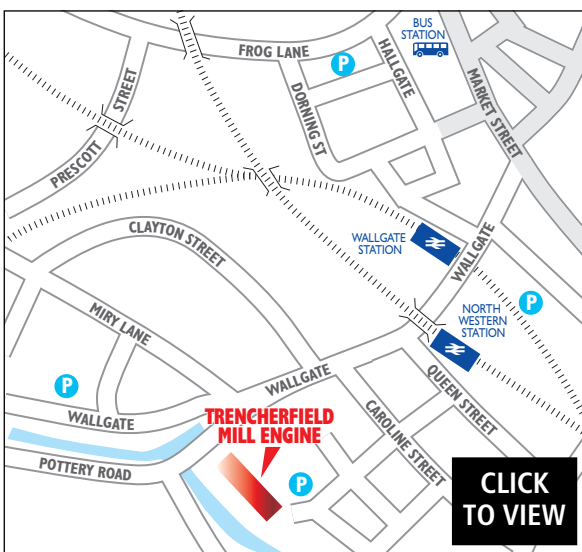 BUS
STATION
FROG LANE
P
HALLGATE
MARKET STREET
DORNING ST
PRESCOTT
STREET
CLAYTON STREET
WALLGATE
STATION
WALLGATE
P
NORTH
WESTERN
STATION
MIRY LANE
P
WALLGATE
QUEEN STREET
WALLGATE
TRENCHERFIELD
MILL ENGINE
CAROLINE STREET
POTTERY ROAD
P
CLICK
TO VIEW